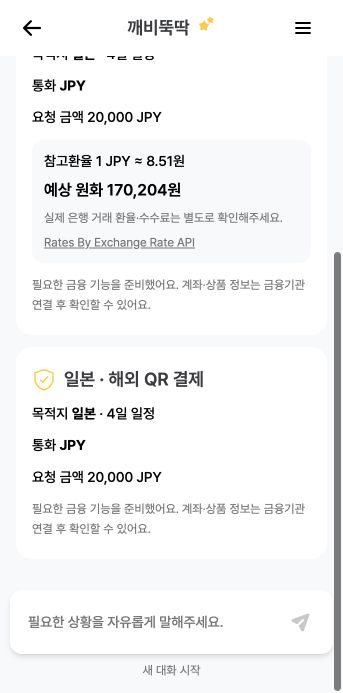 깨비뚝딱
목적지 일본 · 4일 일정
통화 JPY
요청 금액 20,000 JPY
참고환율 1 JPY ≈ 8.51원
예상 원화 170,204원
실제 은행 거래 환율·수수료는 별도로 확인해주세요.
Rates By Exchange Rate API
필요한 금융 기능을 준비했어요. 계좌·상품 정보는 금융기관
연결 후 확인할 수 있어요.
일본 · 해외 QR 결제
목적지 일본 · 4일 일정
통화 JPY
요청 금액 20,000 JPY
필요한 금융 기능을 준비했어요. 계좌·상품 정보는 금융기관
연결 후 확인할 수 있어요.
필요한 상황을 자유롭게 말해주세요.
새 대화 시작